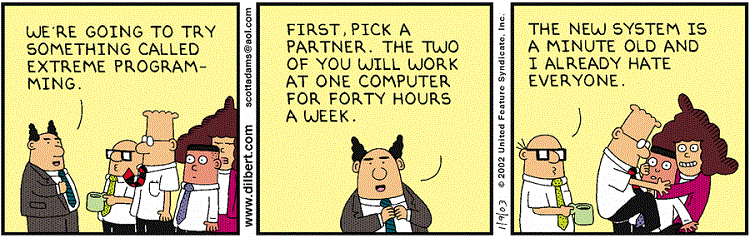 WE'RE GOING TO TRY
SOMETHING CALLED
EXTREME PROGRAM-
MING.
www.dilbert.com
scottadams@aol.com
FIRST, PICK A
PARTNER. THE TWO
OF YOU WILL WORK
AT ONE COMPUTER
FOR FORTY HOURS
A WEEK.
1/9/03 © 2002 United Feature Syndicate, Inc.
THE NEW SYSTEM IS
A MINUTE OLD AND
I ALREADY HATE
EVERYONE.